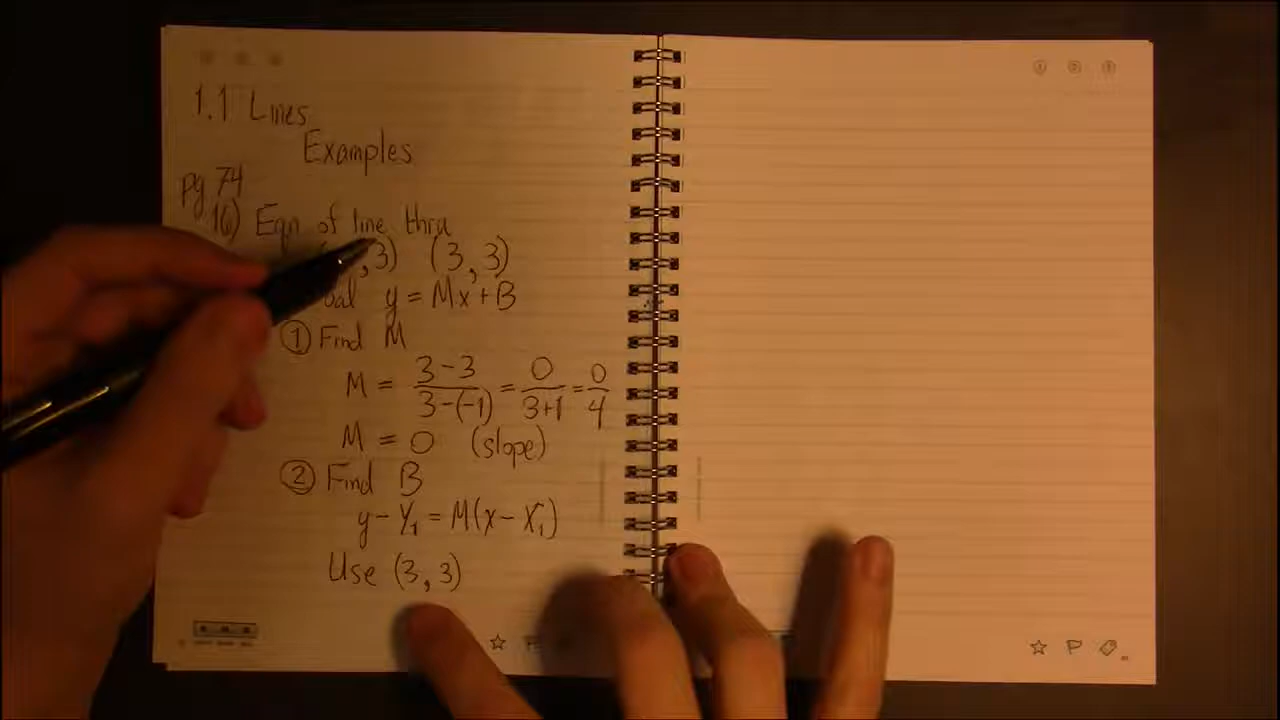 1.1 Lines
Examples
pg 74
16) Eqn of line thru
,3) (3,3)
y = Mx + B
① Find M
M = 3-3 / 3-(-1) = 0 / 3+1 = 0 / 4
M = 0 (slope)
② Find B
y - Y₁ = M(x - X₁)
Use (3,3)